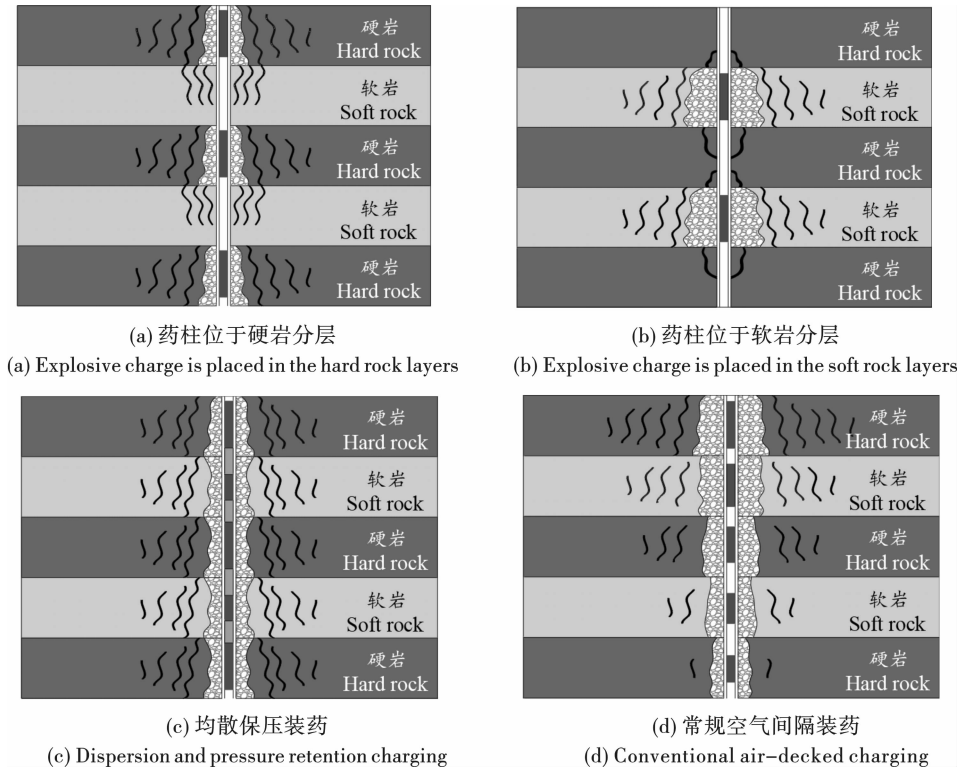 硬岩
Hard rock
软岩
Soft rock
硬岩
Hard rock
软岩
Soft rock
硬岩
Hard rock
(a) 药柱位于硬岩分层
(a) Explosive charge is placed in the hard rock layers
硬岩
Hard rock
软岩
Soft rock
硬岩
Hard rock
软岩
Soft rock
硬岩
Hard rock
(b) 药柱位于软岩分层
(b) Explosive charge is placed in the soft rock layers
硬岩
Hard rock
软岩
Soft rock
硬岩
Hard rock
软岩
Soft rock
硬岩
Hard rock
(c) 均散保压装药
(c) Dispersion and pressure retention charging
硬岩
Hard rock
软岩
Soft rock
硬岩
Hard rock
软岩
Soft rock
硬岩
Hard rock
(d) 常规空气间隔装药
(d) Conventional air-decked charging